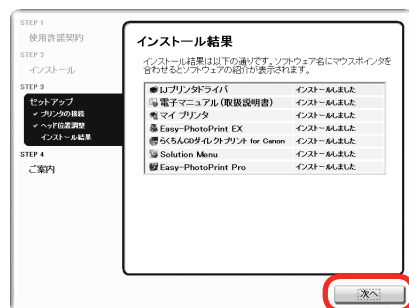 STEP 1
使用許諾契約
STEP 2
インストール
STEP 3
セットアップ
プリンタの接続
ヘッド位置調整
インストール結果
STEP 4
ご案内
インストール結果
インストール結果は以下の通りです。ソフトウェア名にマウスポインタを
合わせるとソフトウェアの紹介が表示されます。
IJプリンタドライバ インストールしました
電子マニュアル(取扱説明書) インストールしました
マイ プリンタ インストールしました
Easy-PhotoPrint EX インストールしました
らくちんCDダイレクトプリント for Canon インストールしました
Solution Menu インストールしました
Easy-PhotoPrint Pro インストールしました
次へ